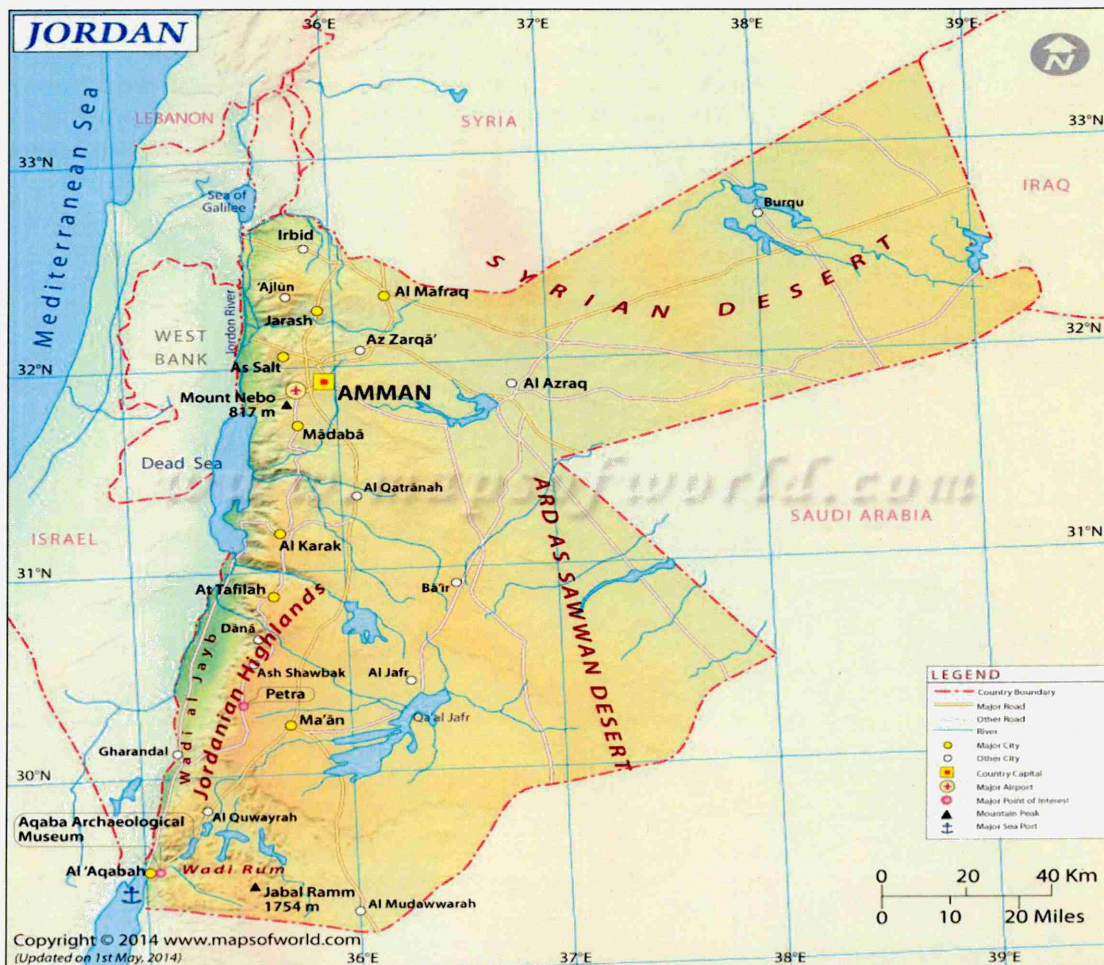 JORDAN
36°E
37°E
38°E
39°E
N
Mediterranean Sea
LEBANON
SYRIA
33°N
33°N
IRAQ
Sea of
Galilee
Burqu
Irbid
SYRIAN DESERT
'Ajlūn
Al Mafraq
Jarash
Jordon River
WEST
BANK
Az Zarqā'
32°N
32°N
As Salt
Al Azraq
Mount Nebo
817 m
AMMAN
Mādabā
Dead Sea
www.mapsofworld.com
Al Qatrānah
ARD AS SAWWAN DESERT
SAUDI ARABIA
ISRAEL
Al Karak
31°N
31°N
At Tafilah
Bā'ir
Dānā
Jordanian Highlands
Wadi al Jayb
Ash Shawbak
Al Jafr
Petra
Ma'ān
Qa'al Jafr
Gharandal
30°N
30°N
Aqaba Archaeological
Museum
Al Quwayrah
Al 'Aqabah
Wadi Rum
Jabal Ramm
1754 m
Al Mudawwarah
LEGEND
Country Boundary
Major Road
Other Road
River
Major City
Other City
Country Capital
Major Airport
Major Point of Interest
Mountain Peak
Major Sea Port
0 20 40 Km
0 10 20 Miles
Copyright © 2014 www.mapsofworld.com
(Updated on 1st May, 2014)
36°E
37°E
38°E
39°E